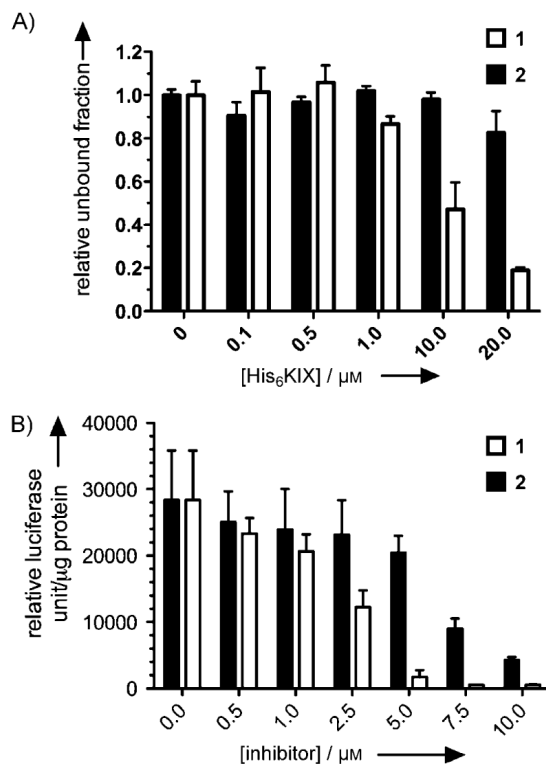 A)
relative unbound fraction
1.2
1.0
0.8
0.6
0.4
0.2
0.0
1
2
0 0.1 0.5 1.0 10.0 20.0
[His₆KIX] / µM
B)
relative luciferase
unit/µg protein
40000
30000
20000
10000
0
1
2
0.0 0.5 1.0 2.5 5.0 7.5 10.0
[inhibitor] / µM